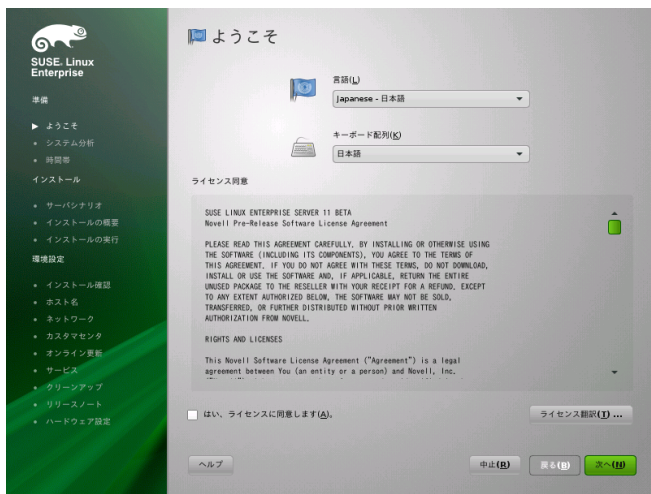 SUSE. Linux
Enterprise
準備
ようこそ
システム分析
時間帯
インストール
サーバシナリオ
インストールの概要
インストールの実行
環境設定
インストール確認
ホスト名
ネットワーク
カスタマセンタ
オンライン更新
サービス
クリーンアップ
リリースノート
ハードウェア設定
ようこそ
言語(L)
Japanese - 日本語
キーボード配列(K)
日本語
ライセンス同意
SUSE LINUX ENTERPRISE SERVER 11 BETA
Novell Pre-Release Software License Agreement
PLEASE READ THIS AGREEMENT CAREFULLY. BY INSTALLING OR OTHERWISE USING
THE SOFTWARE (INCLUDING ITS COMPONENTS), YOU AGREE TO THE TERMS OF
THIS AGREEMENT. IF YOU DO NOT AGREE WITH THESE TERMS, DO NOT DOWNLOAD,
INSTALL OR USE THE SOFTWARE AND, IF APPLICABLE, RETURN THE ENTIRE
UNUSED PACKAGE TO THE RESELLER WITH YOUR RECEIPT FOR A REFUND. EXCEPT
TO ANY EXTENT AUTHORIZED BELOW, THE SOFTWARE MAY NOT BE SOLD,
TRANSFERRED, OR FURTHER DISTRIBUTED WITHOUT PRIOR WRITTEN
AUTHORIZATION FROM NOVELL.
RIGHTS AND LICENSES
This Novell Software License Agreement ("Agreement") is a legal
agreement between You (an entity or a person) and Novell, Inc.
はい、ライセンスに同意します(A)。
ライセンス翻訳(T) ...
ヘルプ
中止(R)
戻る(B)
次へ(N)